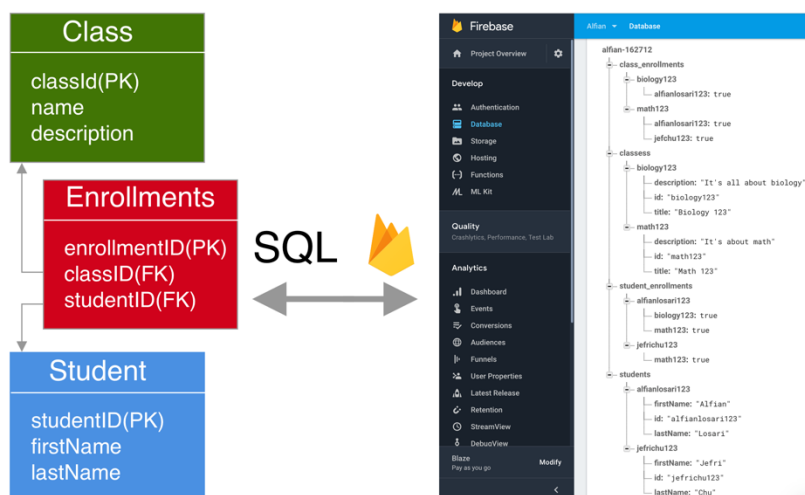 Class
classId(PK)
name
description
Enrollments
enrollmentID(PK)
classID(FK)
studentID(FK)
Student
studentID(PK)
firstName
lastName
SQL
Firebase
Project Overview
Develop
Authentication
Database
Storage
Hosting
Functions
ML Kit
Quality
Crashlytics, Performance, Test Lab
Analytics
Dashboard
Events
Conversions
Audiences
Funnels
User Properties
Latest Release
Retention
StreamView
DebugView
Blaze
Pay as you go
Modify
Alfian Database
alfian-162712
class_enrollments
biology123
alfianlosari123: true
math123
alfianlosari123: true
jefchu123: true
classess
biology123
description: "It's all about biology"
id: "biology123"
title: "Biology 123"
math123
description: "It's about math"
id: "math123"
title: "Math 123"
student_enrollments
alfianlosari123
biology123: true
math123: true
jefrichu123
math123: true
students
alfianlosari123
firstName: "Alfian"
id: "alfianlosari123"
lastName: "Losari"
jefrichu123
firstName: "Jefri"
id: "jefrichu123"
lastName: "Chu"